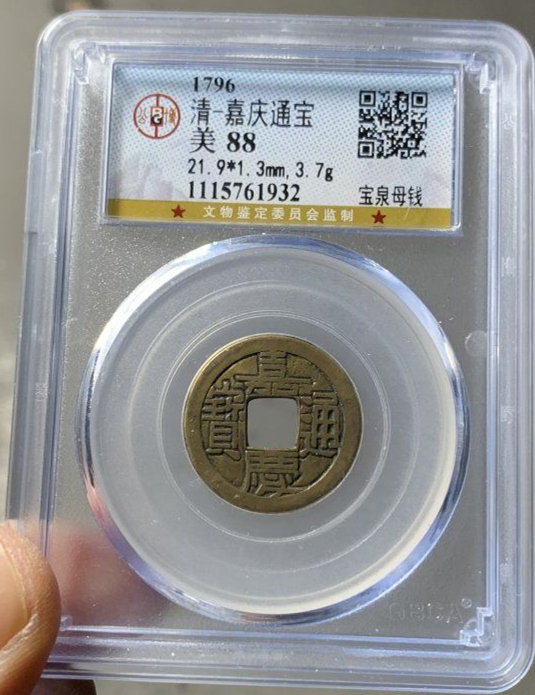 1796
清-嘉庆通宝
美 88
21.9*1.3mm, 3.7g
1115761932
宝泉母钱
文物鉴定委员会监制
嘉
慶
通
寶